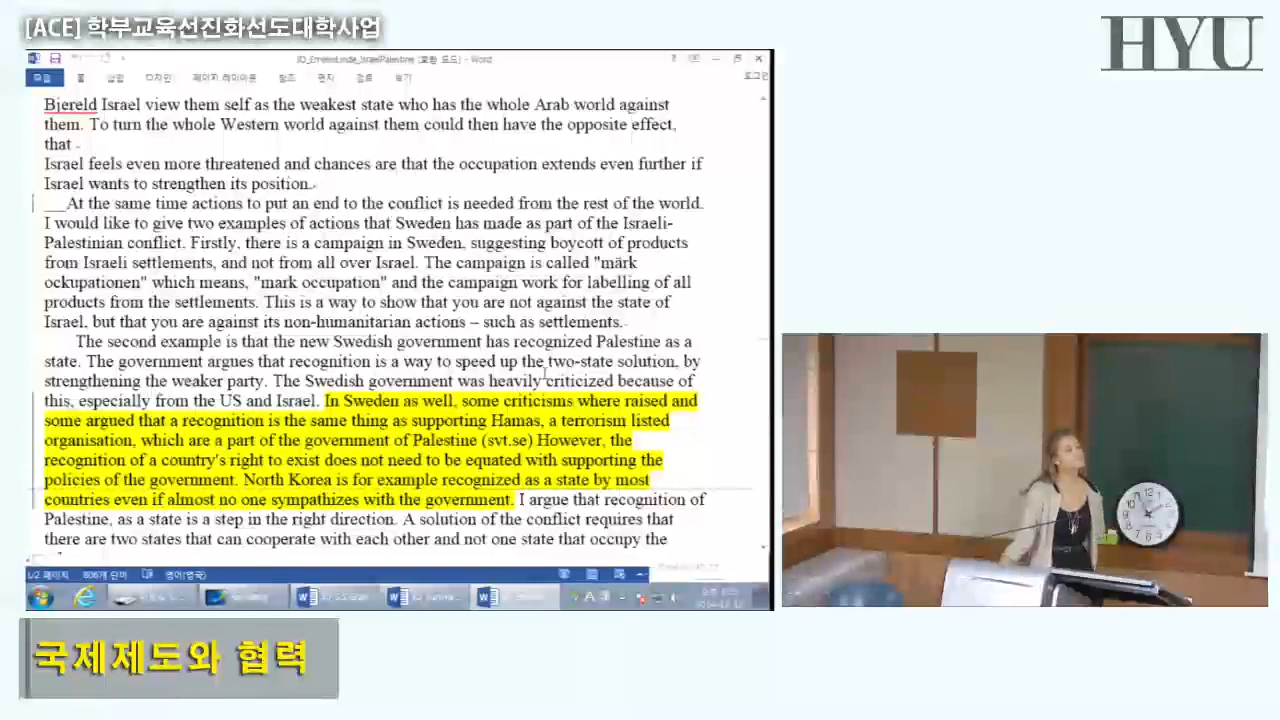 [ACE] 학부교육선진화선도대학사업
HYU
Bjereld Israel view them self as the weakest state who has the whole Arab world against
them. To turn the whole Western world against them could then have the opposite effect,
that
Israel feels even more threatened and chances are that the occupation extends even further if
Israel wants to strengthen its position.
At the same time actions to put an end to the conflict is needed from the rest of the world.
I would like to give two examples of actions that Sweden has made as part of the Israeli-
Palestinian conflict. Firstly, there is a campaign in Sweden, suggesting boycott of products
from Israeli settlements, and not from all over Israel. The campaign is called "märk
ockupationen" which means, "mark occupation" and the campaign work for labelling of all
products from the settlements. This is a way to show that you are not against the state of
Israel, but that you are against its non-humanitarian actions – such as settlements.
The second example is that the new Swedish government has recognized Palestine as a
state. The government argues that recognition is a way to speed up the two-state solution, by
strengthening the weaker party. The Swedish government was heavily criticized because of
this, especially from the US and Israel. In Sweden as well, some criticisms where raised and
some argued that a recognition is the same thing as supporting Hamas, a terrorism listed
organisation, which are a part of the government of Palestine (svt.se) However, the
recognition of a country's right to exist does not need to be equated with supporting the
policies of the government. North Korea is for example recognized as a state by most
countries even if almost no one sympathizes with the government. I argue that recognition of
Palestine, as a state is a step in the right direction. A solution of the conflict requires that
there are two states that can cooperate with each other and not one state that occupy the
국제제도와 협력